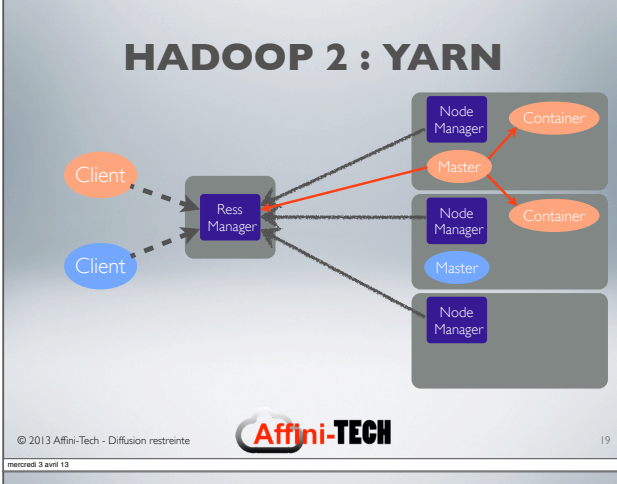 HADOOP 2 : YARN
Node
Manager
Container
Client
Master
Ress
Manager
Node
Manager
Container
Client
Master
Node
Manager
© 2013 Affini-Tech - Diffusion restreinte
Affini-TECH
19
mercredi 3 avril 13